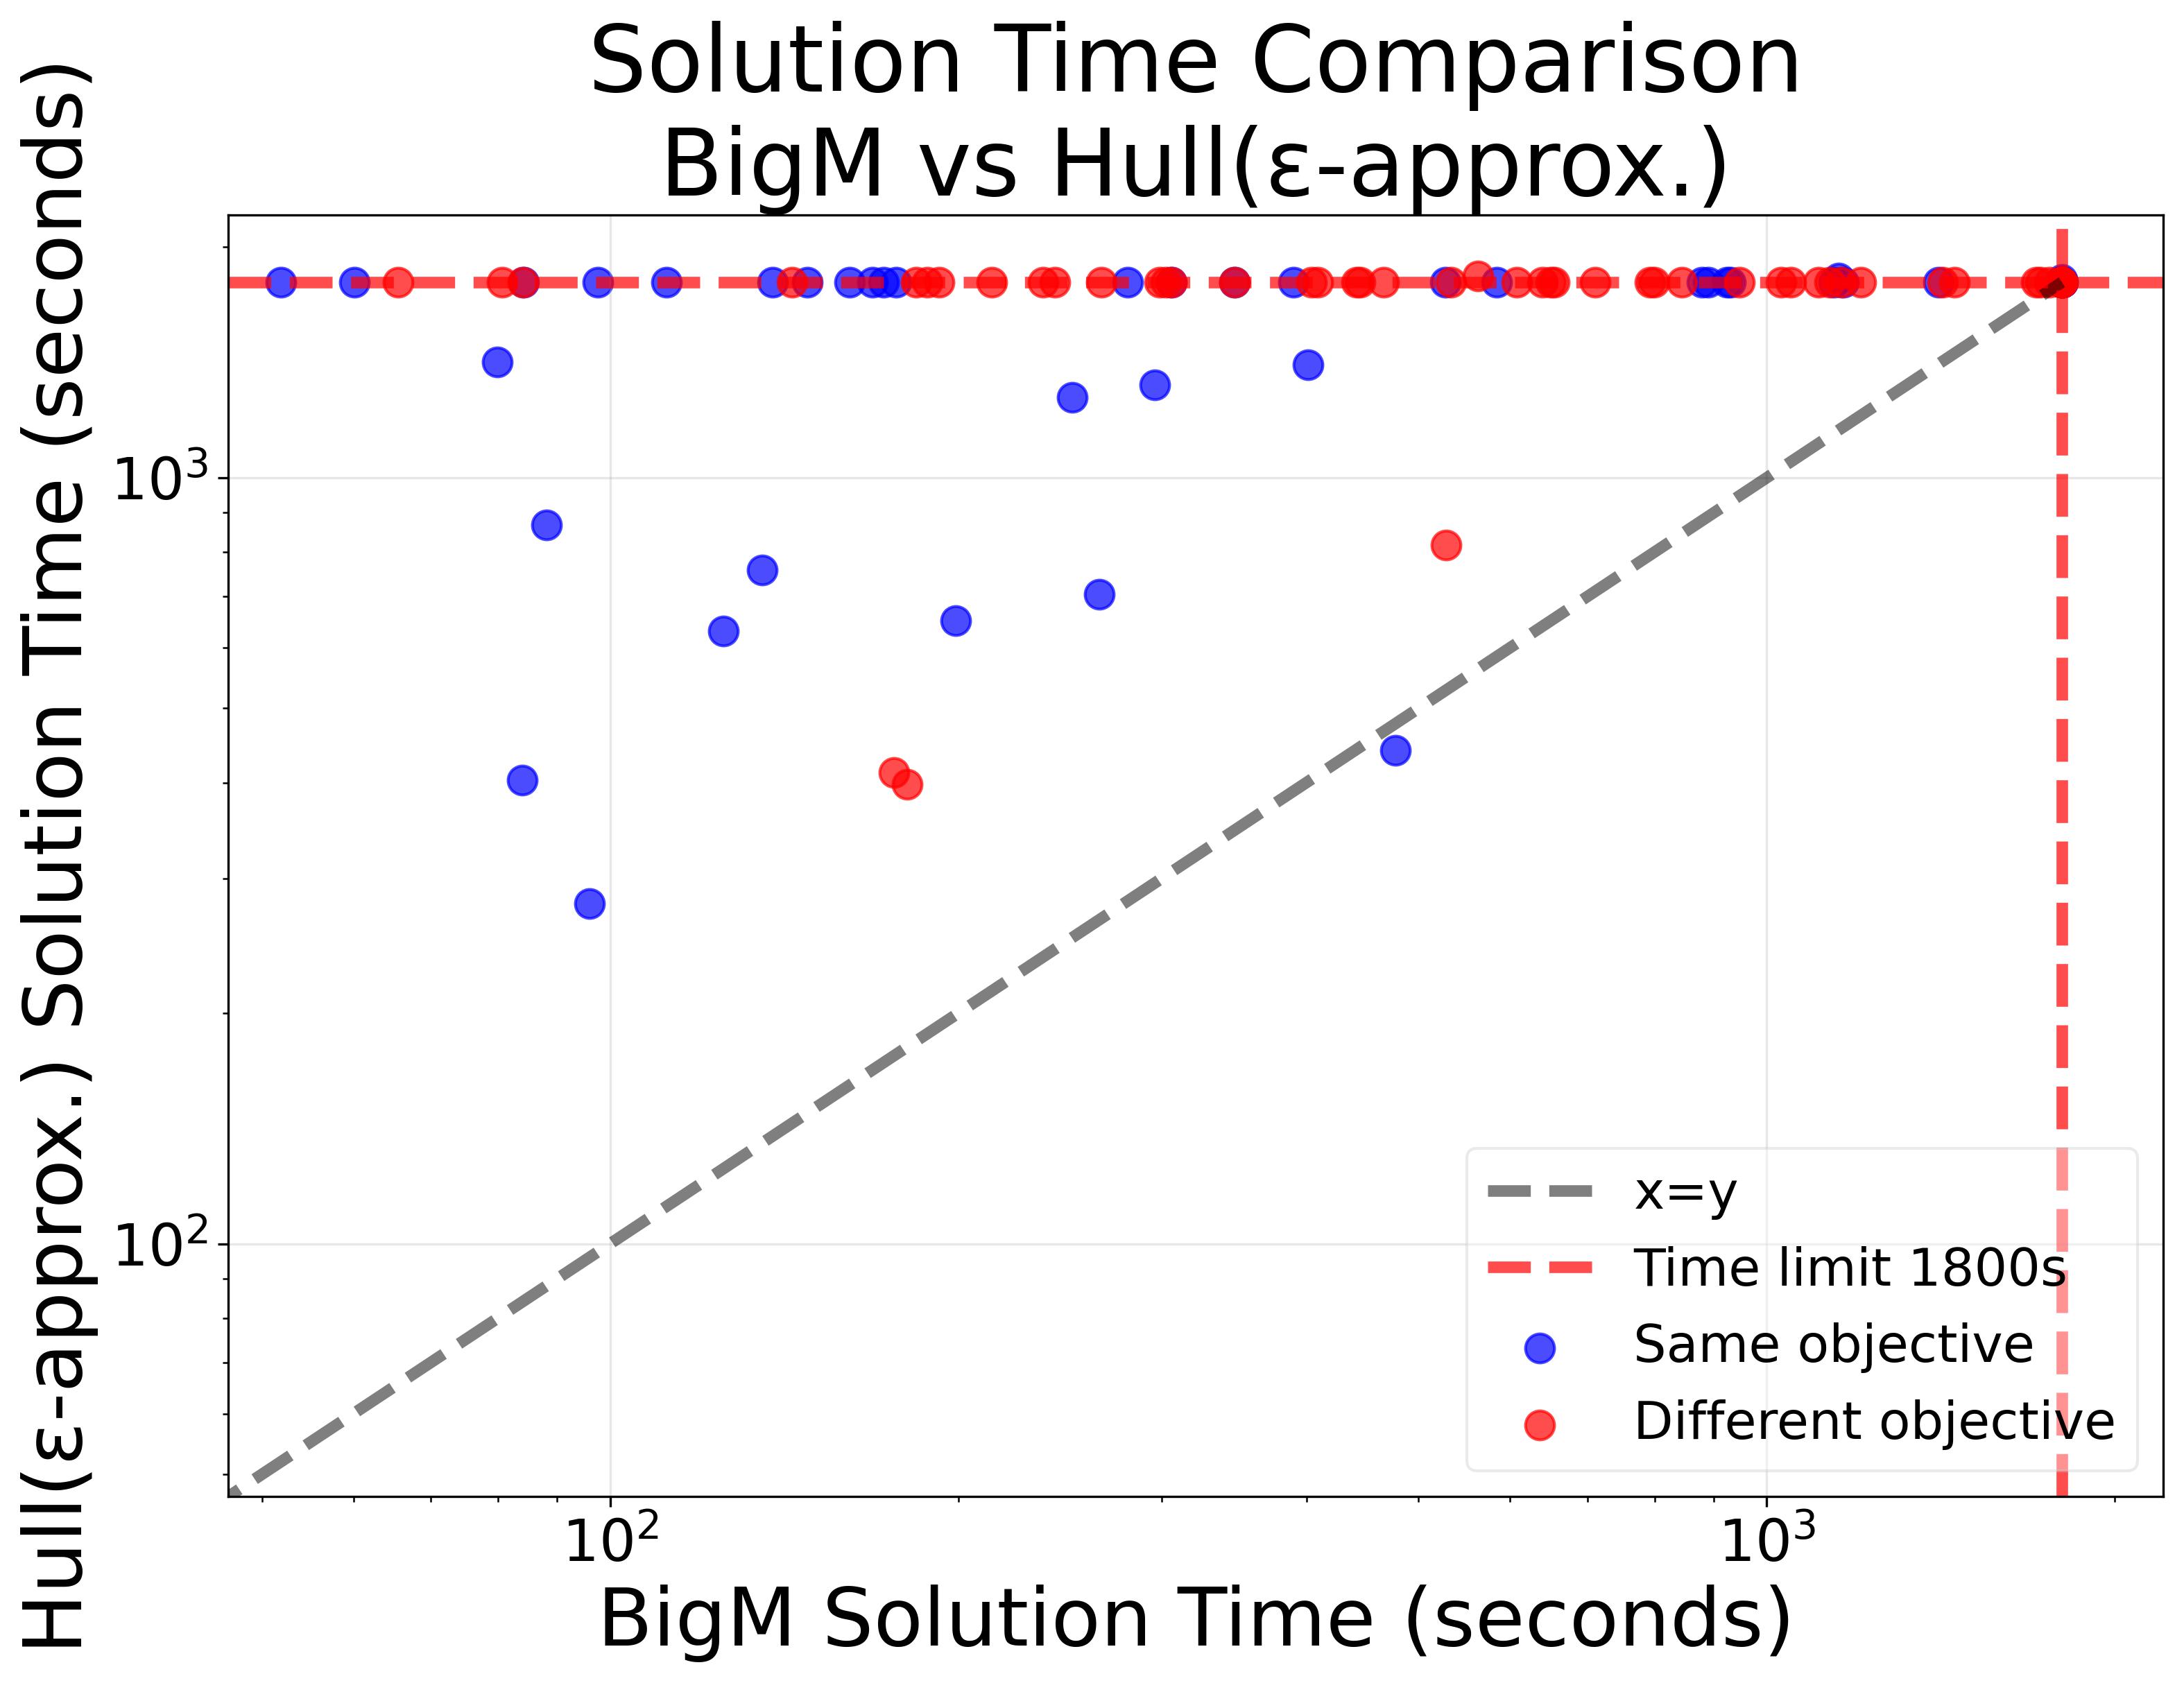 Solution Time Comparison
BigM vs Hull(ε-approx.)
Hull(ε-approx.) Solution Time (seconds)
10³
10²
x=y
Time limit 1800s
Same objective
Different objective
10²
10³
BigM Solution Time (seconds)